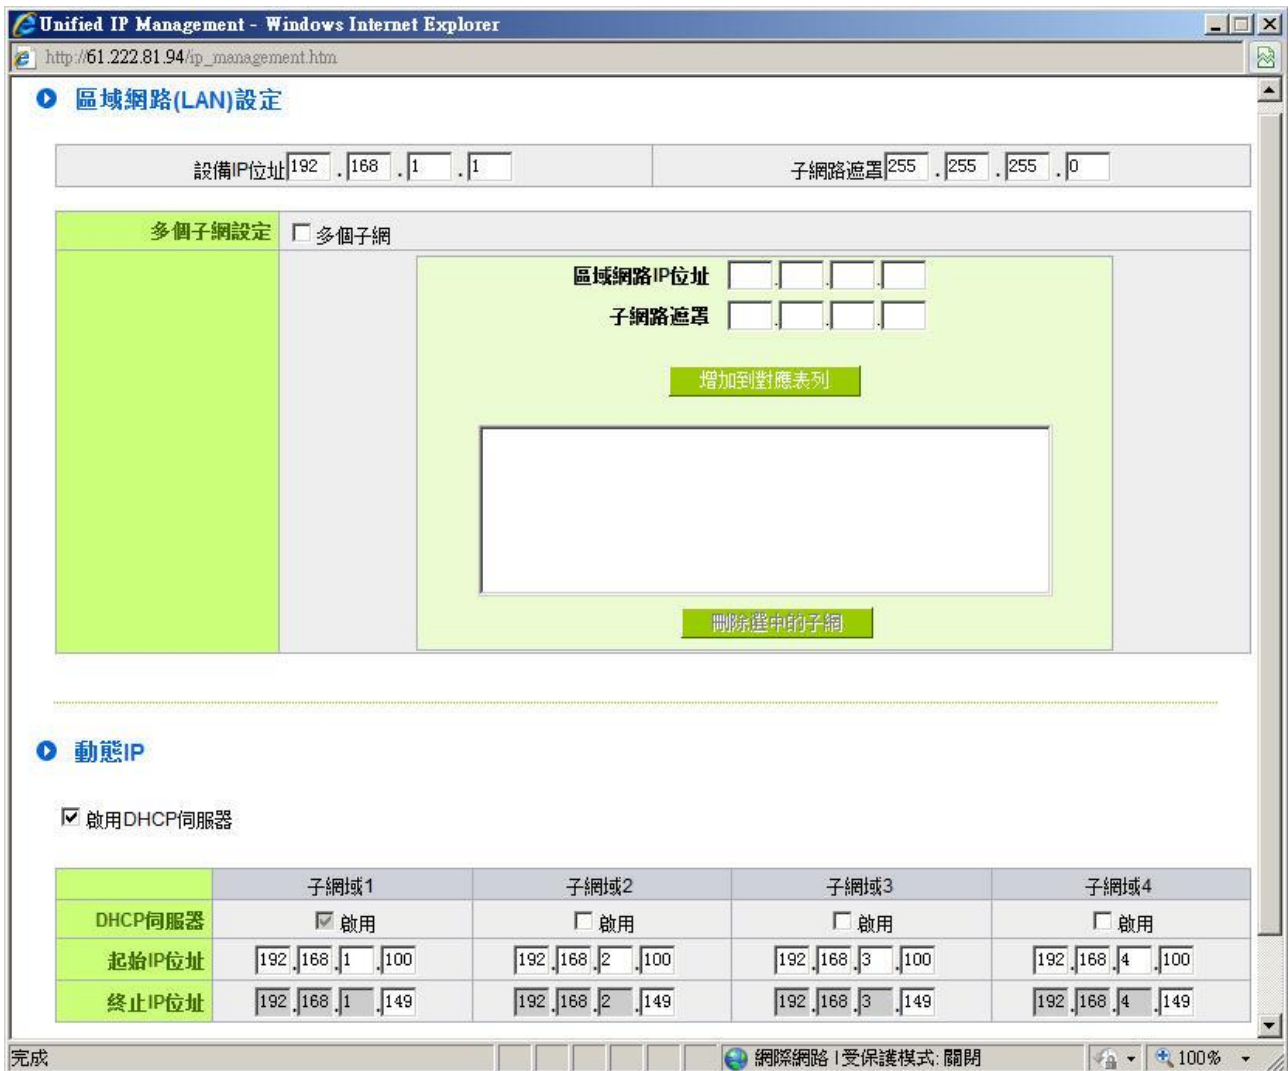 Unified IP Management - Windows Internet Explorer
http://61.222.81.94/ip_management.htm
區域網路(LAN)設定
設備IP位址 192 . 168 . 1 . 1 子網路遮罩 255 . 255 . 255 . 0
多個子網設定 多個子網
區域網路IP位址 . . .
子網路遮罩 . . .
增加到對應表列
刪除選中的子網
動態IP
啟用DHCP伺服器
子網域1 子網域2 子網域3 子網域4
DHCP伺服器 啟用 啟用 啟用 啟用
起始IP位址 192 . 168 . 1 . 100 192 . 168 . 2 . 100 192 . 168 . 3 . 100 192 . 168 . 4 . 100
終止IP位址 192 . 168 . 1 . 149 192 . 168 . 2 . 149 192 . 168 . 3 . 149 192 . 168 . 4 . 149
完成 網際網路 | 受保護模式: 關閉 100%